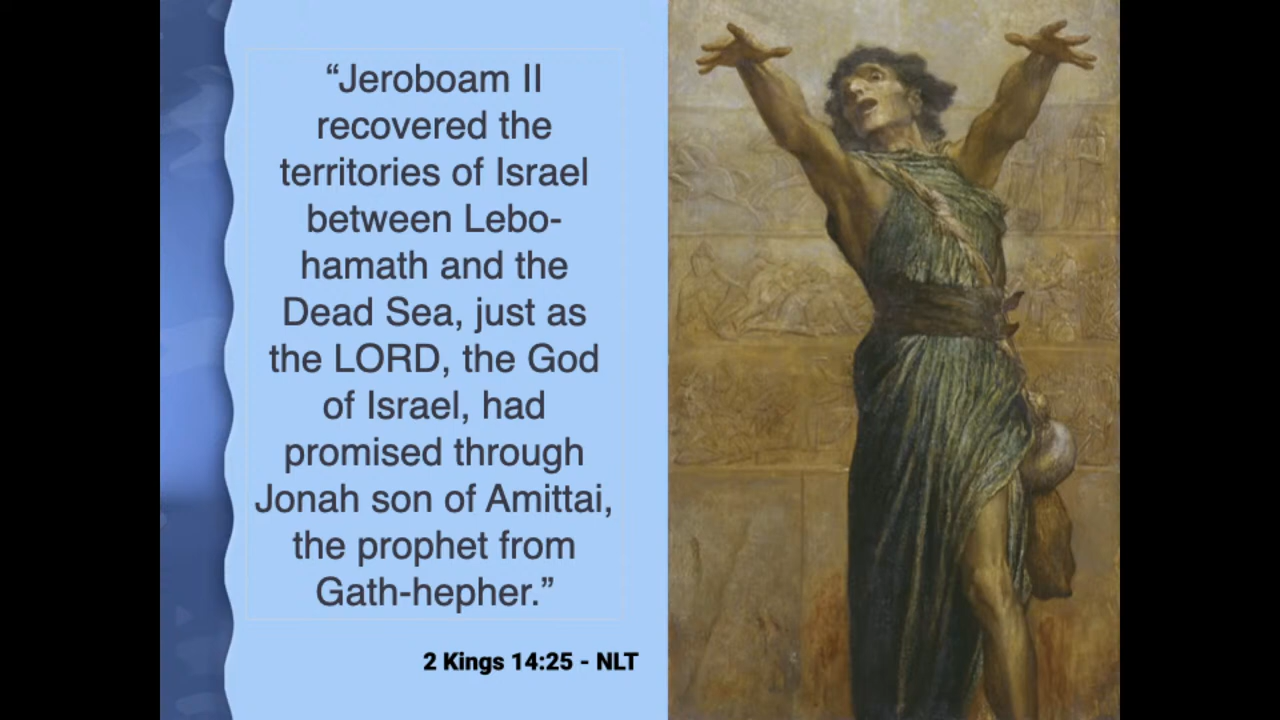 “Jeroboam II
recovered the
territories of Israel
between Lebo-
hamath and the
Dead Sea, just as
the LORD, the God
of Israel, had
promised through
Jonah son of Amittai,
the prophet from
Gath-hepher.”
2 Kings 14:25 - NLT